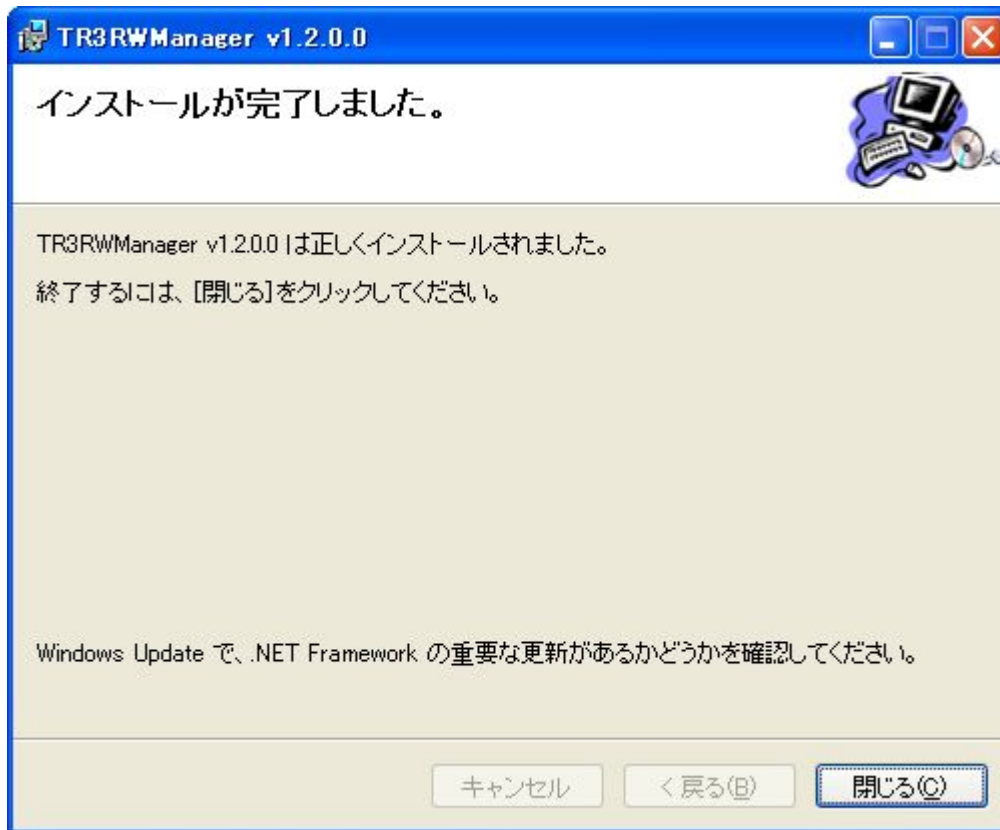 TR3RWManager v1.2.0.0
インストールが完了しました。
TR3RWManager v1.2.0.0 は正しくインストールされました。
終了するには、[閉じる]をクリックしてください。
Windows Update で、.NET Framework の重要な更新があるかどうかを確認してください。
キャンセル
< 戻る(B)
閉じる(C)